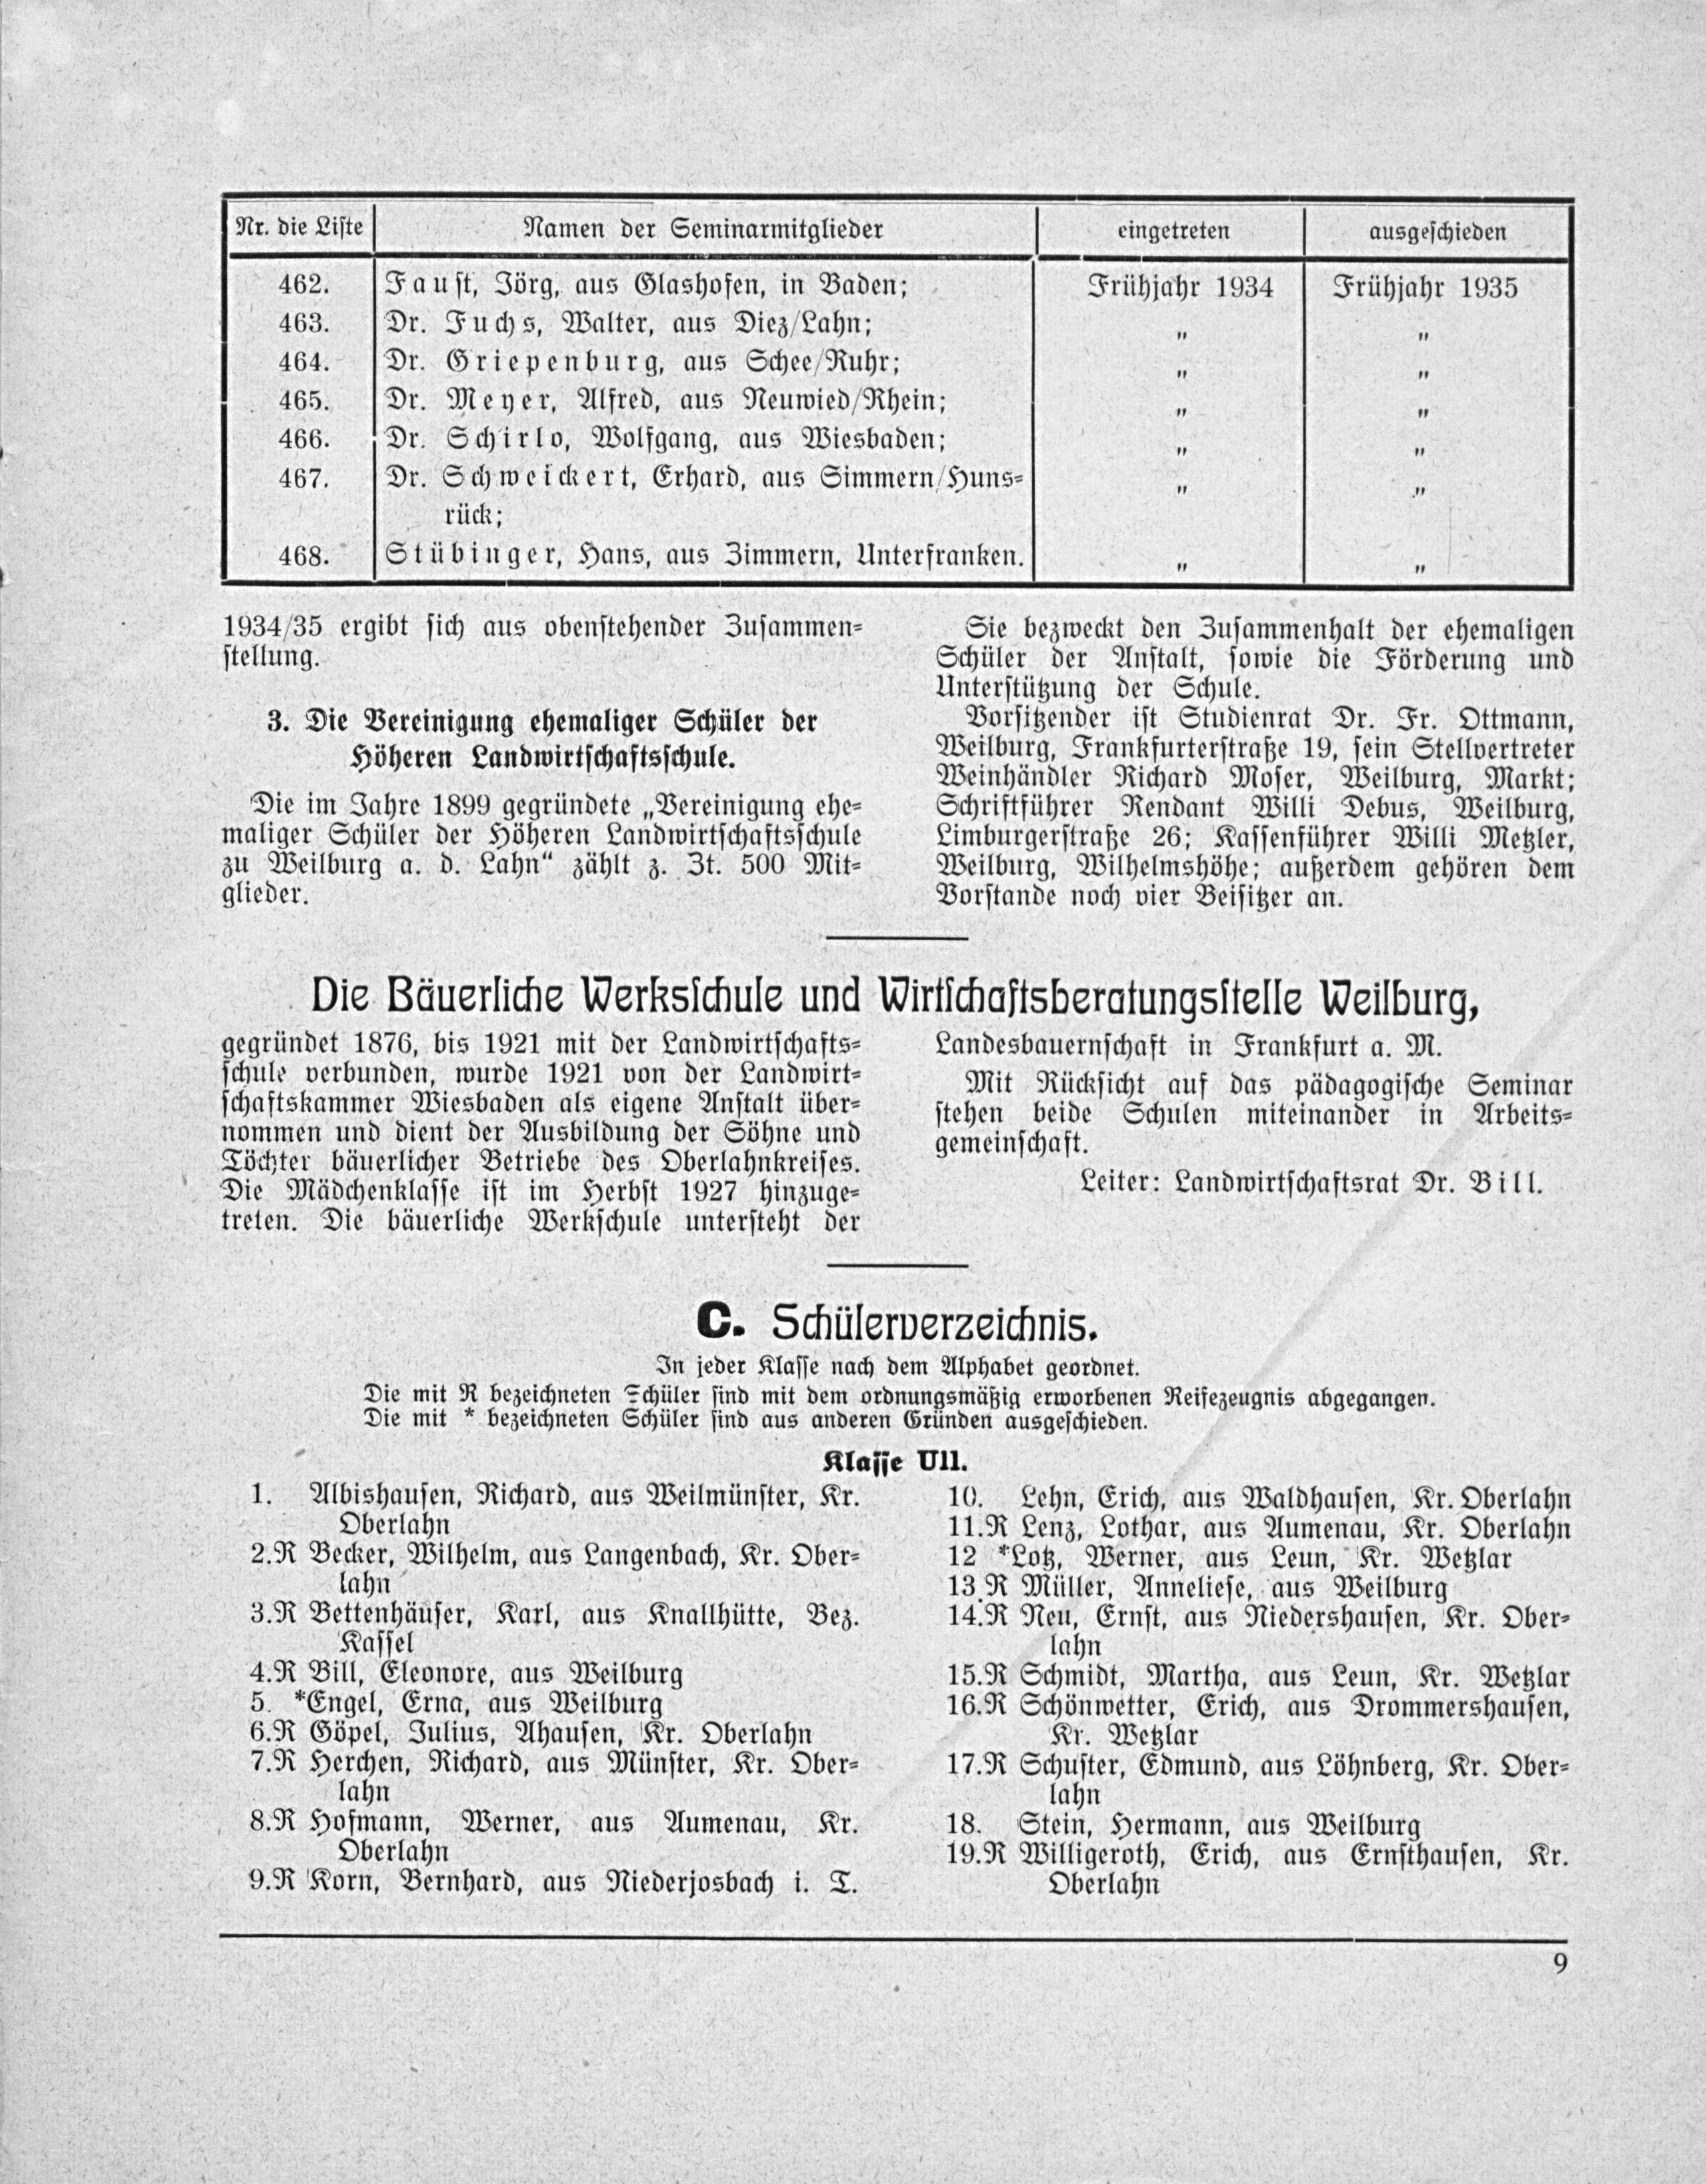 Nr. die Liste Namen der Seminarmitglieder eingetreten ausgeschieden
462. Faust, Jörg, aus Glashofen, in Baden; Frühjahr 1934 Frühjahr 1935
463. Dr. Fuchs, Walter, aus Diez/Lahn; " "
464. Dr. Griepenburg, aus Schee/Ruhr; " "
465. Dr. Meyer, Alfred, aus Neuwied/Rhein; " "
466. Dr. Schirlo, Wolfgang, aus Wiesbaden; " "
467. Dr. Schweickert, Erhard, aus Simmern/Huns- " "
rück;
468. Stübinger, Hans, aus Zimmern, Unterfranken. " "
1934/35 ergibt sich aus obenstehender Zusammen-
stellung.
3. Die Vereinigung ehemaliger Schüler der
Höheren Landwirtschaftsschule.
Die im Jahre 1899 gegründete „Vereinigung ehe-
maliger Schüler der Höheren Landwirtschaftsschule
zu Weilburg a. d. Lahn“ zählt z. Zt. 500 Mit-
glieder.
Sie bezweckt den Zusammenhalt der ehemaligen
Schüler der Anstalt, sowie die Förderung und
Unterstützung der Schule.
Vorsitzender ist Studienrat Dr. Fr. Ottmann,
Weilburg, Frankfurterstraße 19, sein Stellvertreter
Weinhändler Richard Moser, Weilburg, Markt;
Schriftführer Rendant Willi Debus, Weilburg,
Limburgerstraße 26; Kassenführer Willi Metzler,
Weilburg, Wilhelmshöhe; außerdem gehören dem
Vorstande noch vier Beisitzer an.
Die Bäuerliche Werksschule und Wirtschaftsberatungsstelle Weilburg,
gegründet 1876, bis 1921 mit der Landwirtschafts-
schule verbunden, wurde 1921 von der Landwirt-
schaftskammer Wiesbaden als eigene Anstalt über-
nommen und dient der Ausbildung der Söhne und
Töchter bäuerlicher Betriebe des Oberlahnkreises.
Die Mädchenklasse ist im Herbst 1927 hinzuge-
treten. Die bäuerliche Werkschule untersteht der
Landesbauernschaft in Frankfurt a. M.
Mit Rücksicht auf das pädagogische Seminar
stehen beide Schulen miteinander in Arbeits-
gemeinschaft.
Leiter: Landwirtschaftsrat Dr. Bill.
C. Schülerverzeichnis.
In jeder Klasse nach dem Alphabet geordnet.
Die mit R bezeichneten Schüler sind mit dem ordnungsmäßig erworbenen Reifezeugnis abgegangen.
Die mit * bezeichneten Schüler sind aus anderen Gründen ausgeschieden.
Klasse UII.
1. Albishausen, Richard, aus Weilmünster, Kr.
Oberlahn
2.R Becker, Wilhelm, aus Langenbach, Kr. Ober-
lahn
3.R Bettenhäuser, Karl, aus Knallhütte, Bez.
Kassel
4.R Bill, Eleonore, aus Weilburg
5. *Engel, Erna, aus Weilburg
6.R Göpel, Julius, Ahausen, Kr. Oberlahn
7.R Herchen, Richard, aus Münster, Kr. Ober-
lahn
8.R Hofmann, Werner, aus Aumenau, Kr.
Oberlahn
9.R Korn, Bernhard, aus Niederjosbach i. T.
10. Lehn, Erich, aus Waldhausen, Kr. Oberlahn
11.R Lenz, Lothar, aus Aumenau, Kr. Oberlahn
12 *Lotz, Werner, aus Leun, Kr. Wetzlar
13.R Müller, Anneliese, aus Weilburg
14.R Neu, Ernst, aus Niedershausen, Kr. Ober-
lahn
15.R Schmidt, Martha, aus Leun, Kr. Wetzlar
16.R Schönwetter, Erich, aus Drommershausen,
Kr. Wetzlar
17.R Schuster, Edmund, aus Löhnberg, Kr. Ober-
lahn
18. Stein, Hermann, aus Weilburg
19.R Willigeroth, Erich, aus Ernsthausen, Kr.
Oberlahn
9